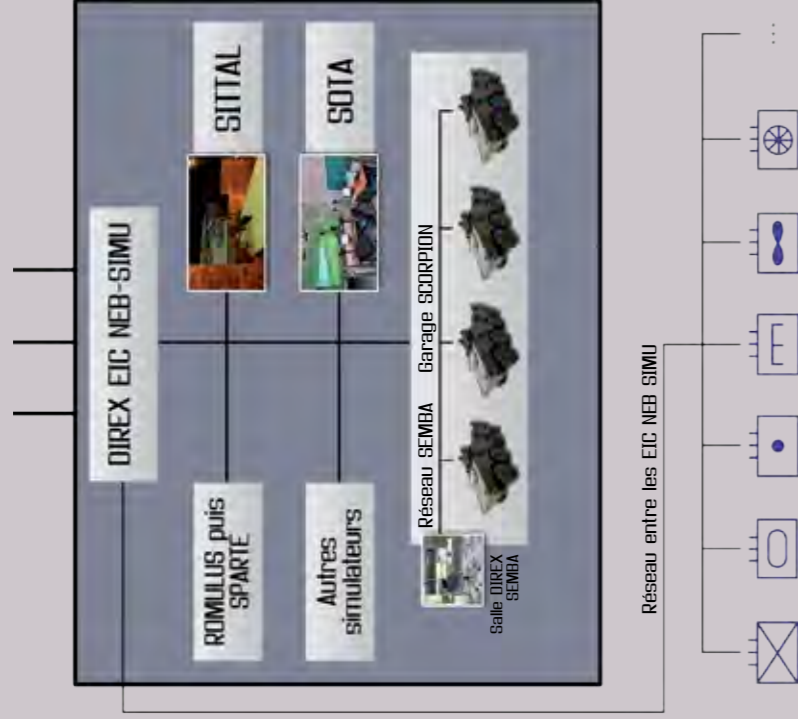 DIREX EIC NEB-SIMU
ROMULUS puis
SPARTE
SITTAL
Autres
simulateurs
SOTA
Réseau SEMBA
Garage SCORPION
Salle DIREX
SEMBA
Réseau entre les EIC NEB SIMU
...